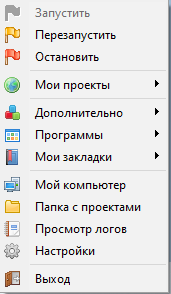 Запустить
Перезапустить
Остановить
Мои проекты
Дополнительно
Программы
Мои закладки
Мой компьютер
Папка с проектами
Просмотр логов
Настройки
Выход